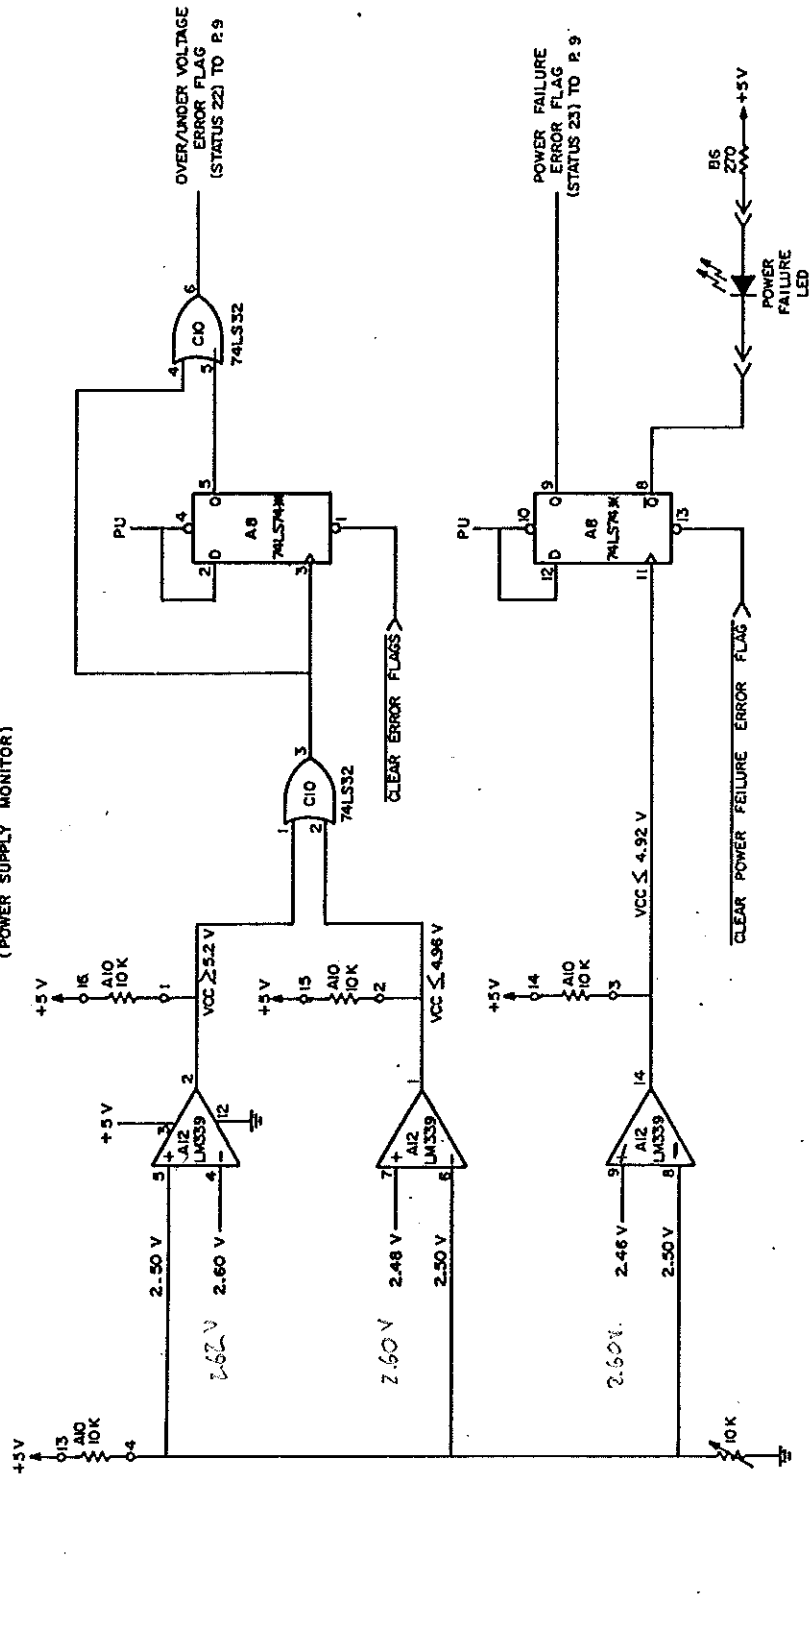 (POWER SUPPLY MONITOR)
+5V
13
A10
10K
4
+5V
16
A10
10K
1
2.50 V
5
+
+5V
3
A12
LM339
2
VCC ≥ 5.2 V
2.60 V
4
−
12
2.62 V
+5V
15
A10
10K
2
2.48 V
7
+
A12
LM339
1
VCC ≤ 4.96 V
2.50 V
6
−
2.60 V
1
2
C10
3
74LS32
PU
4
2
D
Q
5
A8
74LS74
3
1
CLEAR ERROR FLAGS
4
5
C10
6
74LS32
OVER/UNDER VOLTAGE
ERROR FLAG
(STATUS 22) TO P.9
+5V
14
A10
10K
3
2.46 V
9
+
A12
LM339
14
VCC ≤ 4.92 V
2.50 V
8
−
2.60V.
10K
PU
10
12
D
Q
9
A8
74LS74
11
Q
8
13
CLEAR POWER FEILURE ERROR FLAG
POWER FAILURE
ERROR FLAG
(STATUS 23) TO P. 9
B6
270
+5V
POWER
FAILURE
LED